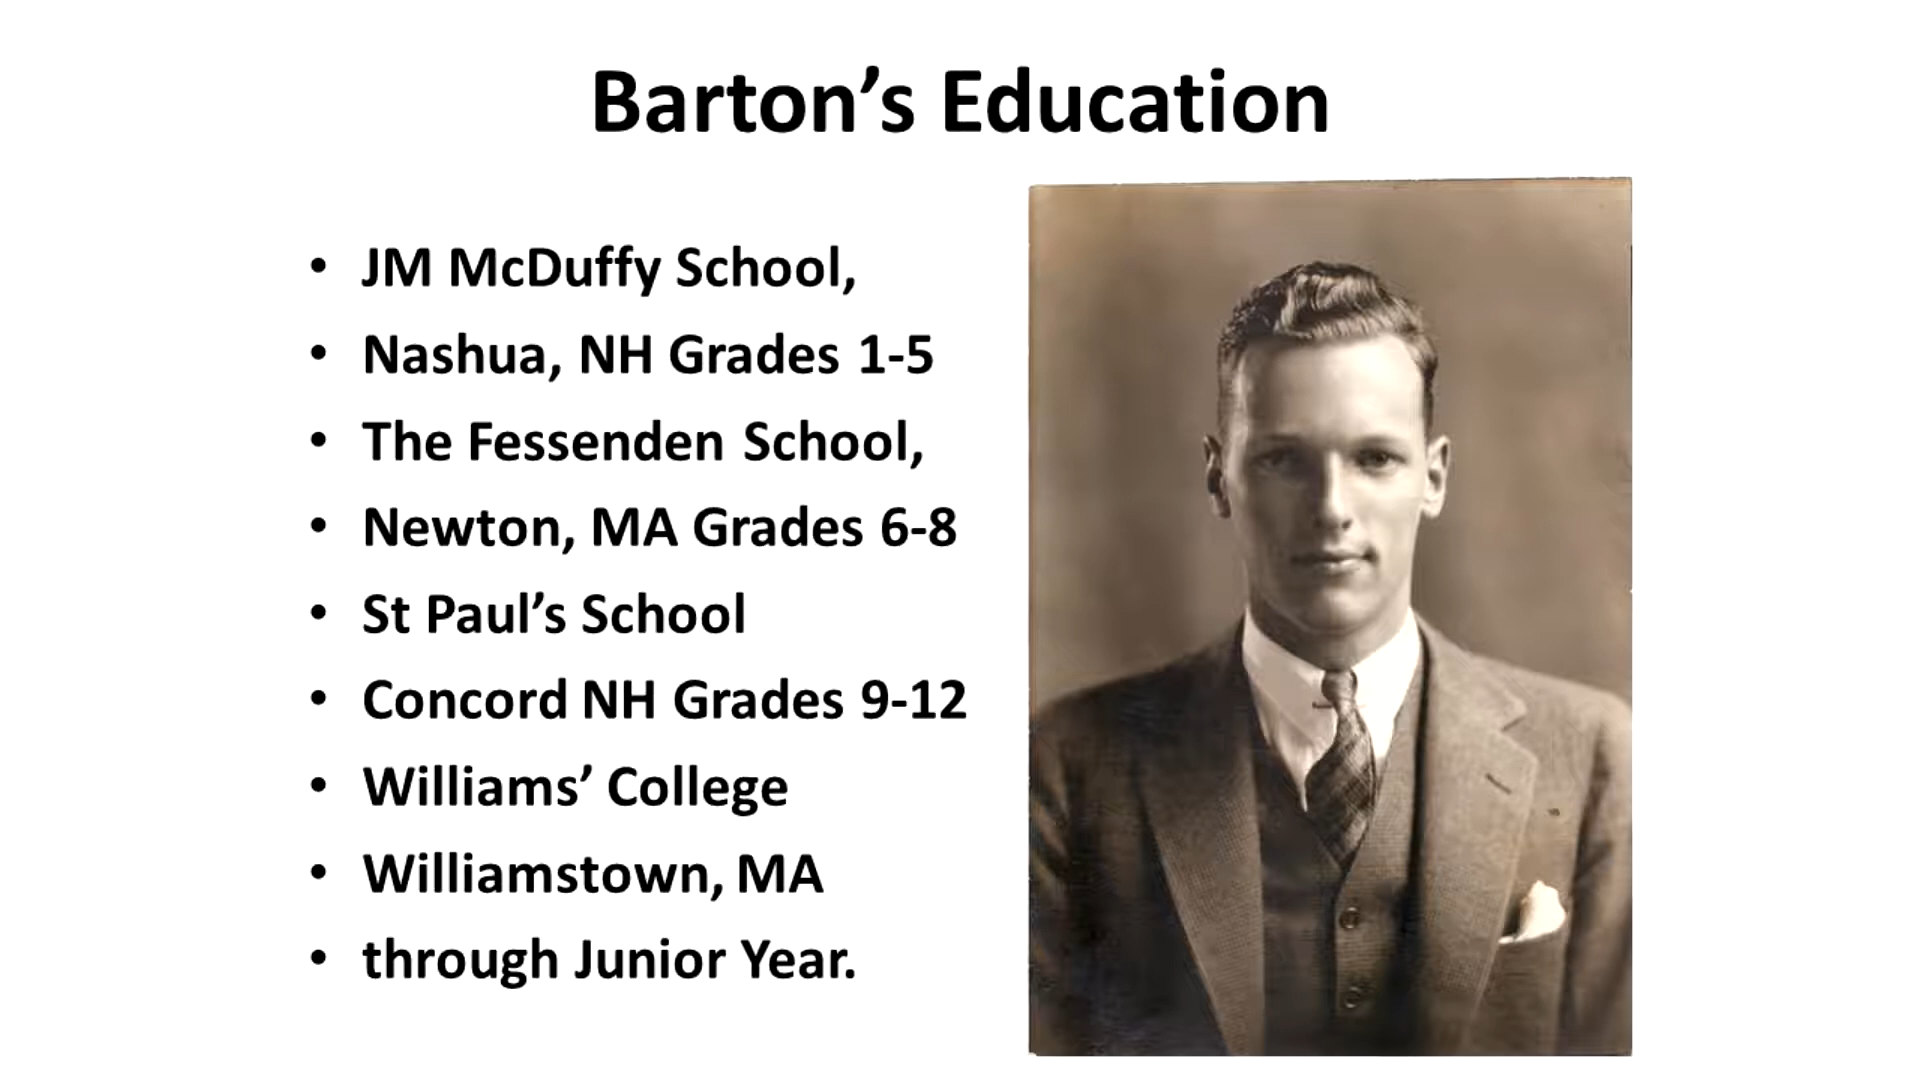 Barton’s Education
• JM McDuffy School,
• Nashua, NH Grades 1-5
• The Fessenden School,
• Newton, MA Grades 6-8
• St Paul’s School
• Concord NH Grades 9-12
• Williams’ College
• Williamstown, MA
• through Junior Year.